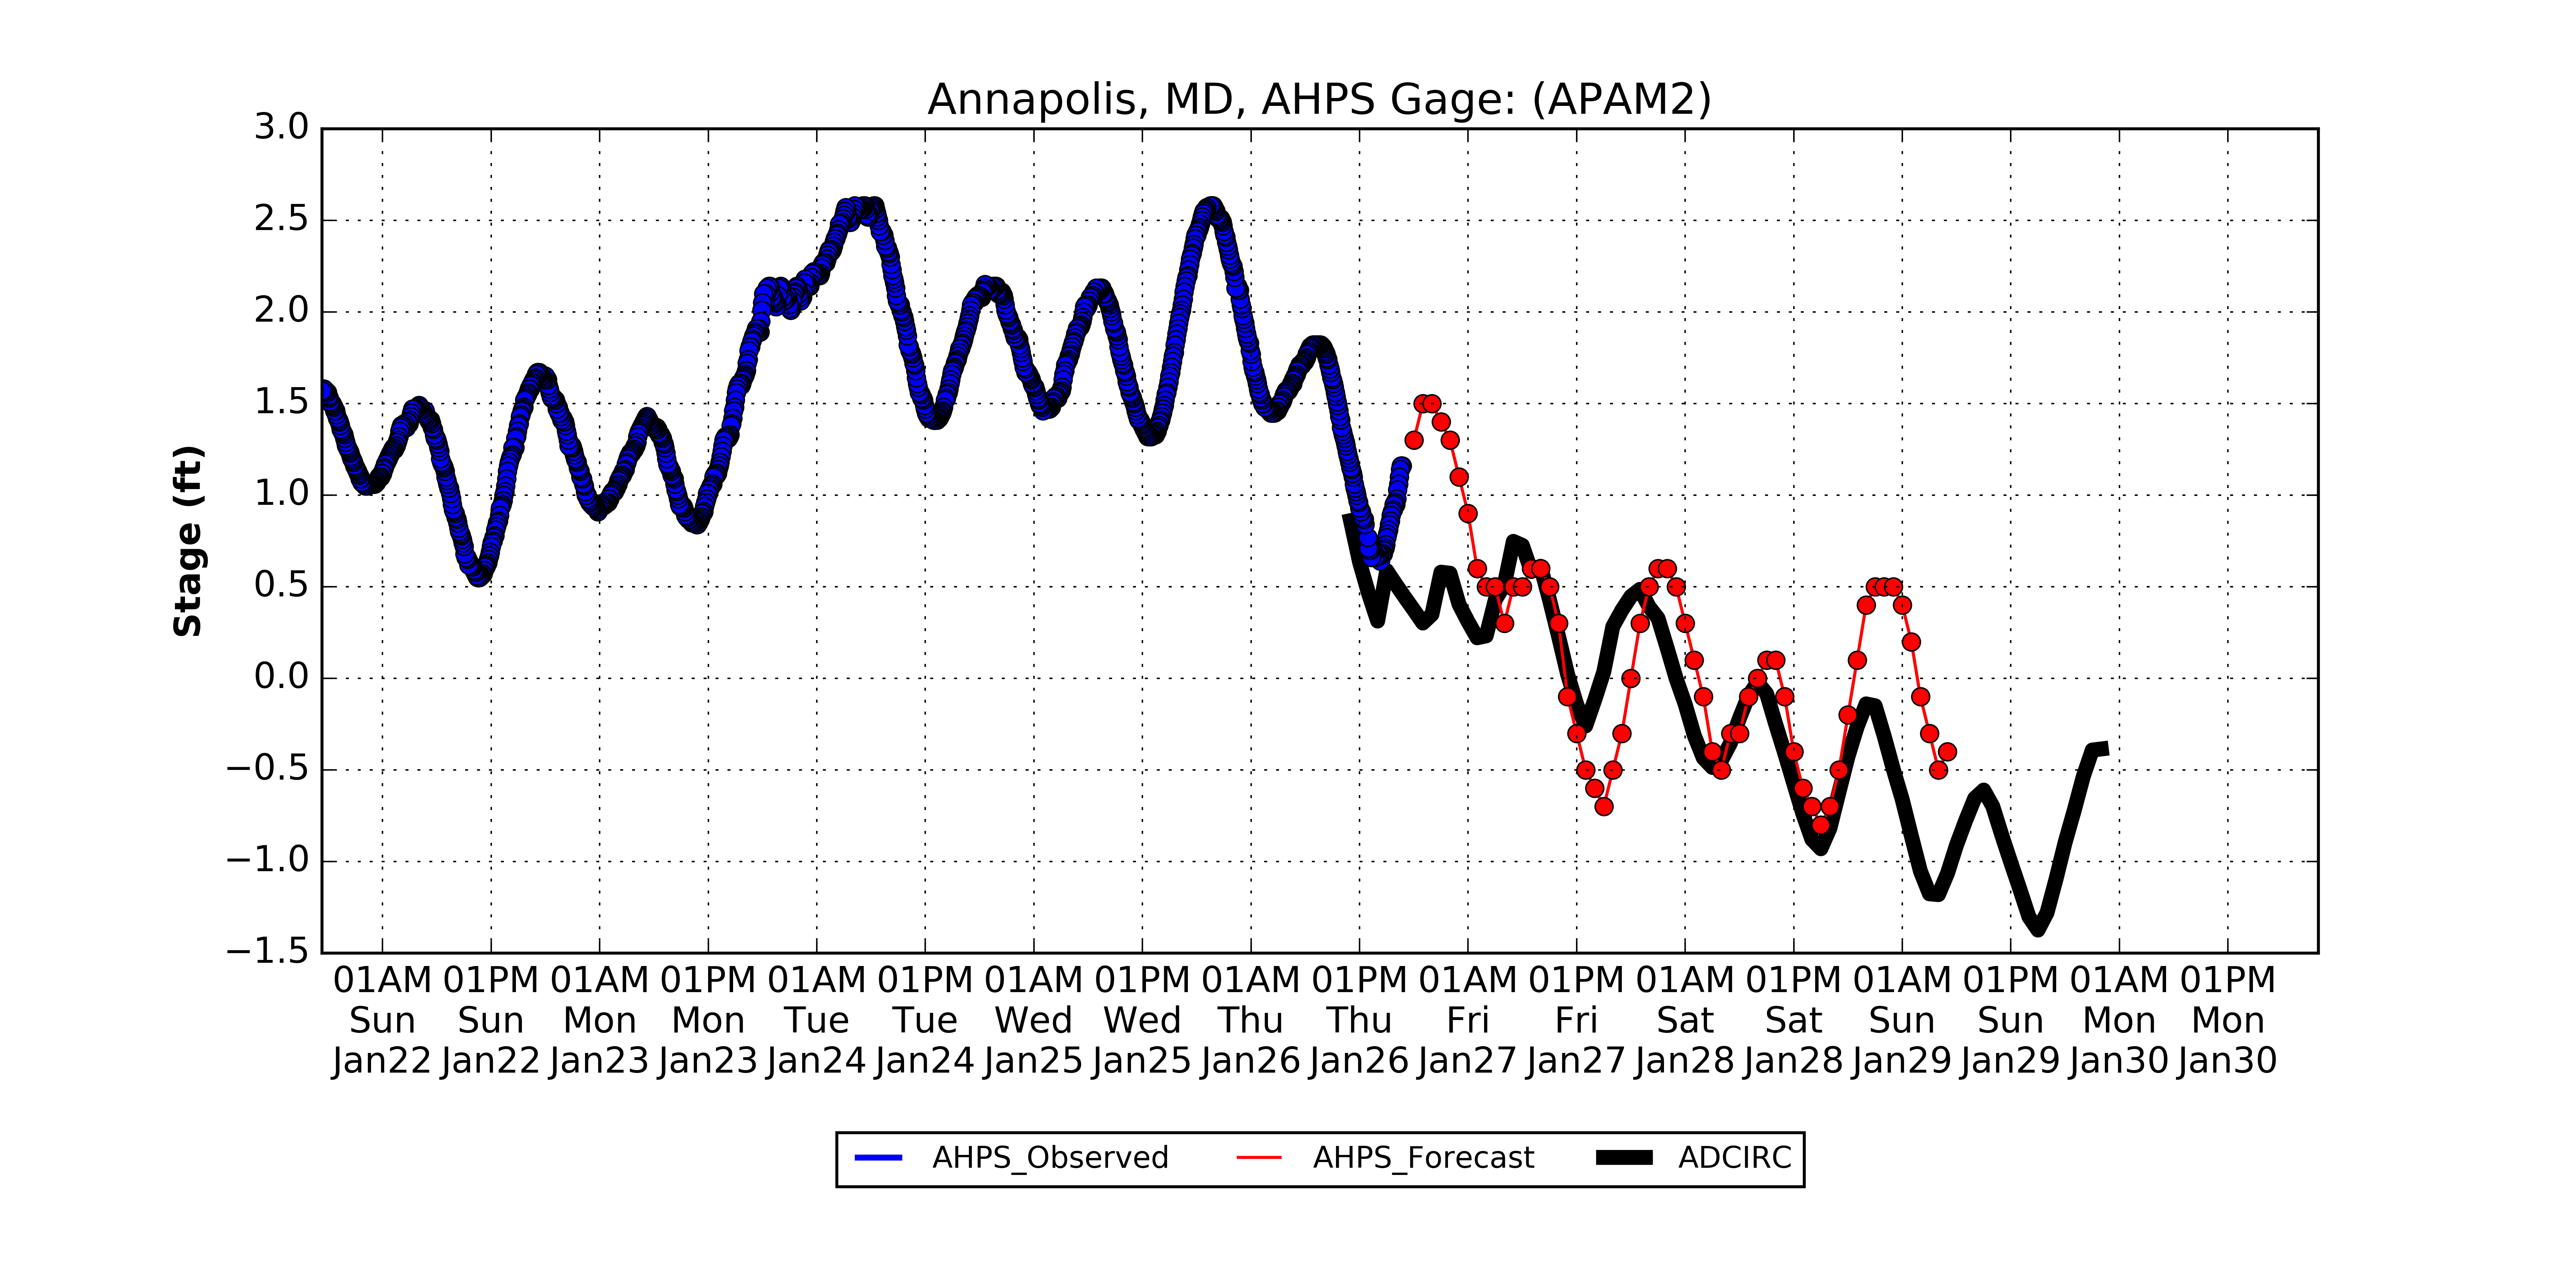 Annapolis, MD, AHPS Gage: (APAM2)
Stage (ft)
3.0
2.5
2.0
1.5
1.0
0.5
0.0
−0.5
−1.0
−1.5
01AM 01PM 01AM 01PM 01AM 01PM 01AM 01PM 01AM 01PM 01AM 01PM 01AM 01PM 01AM 01PM 01AM 01PM
Sun Sun Mon Mon Tue Tue Wed Wed Thu Thu Fri Fri Sat Sat Sun Sun Mon Mon
Jan22 Jan22 Jan23 Jan23 Jan24 Jan24 Jan25 Jan25 Jan26 Jan26 Jan27 Jan27 Jan28 Jan28 Jan29 Jan29 Jan30 Jan30
AHPS_Observed AHPS_Forecast ADCIRC